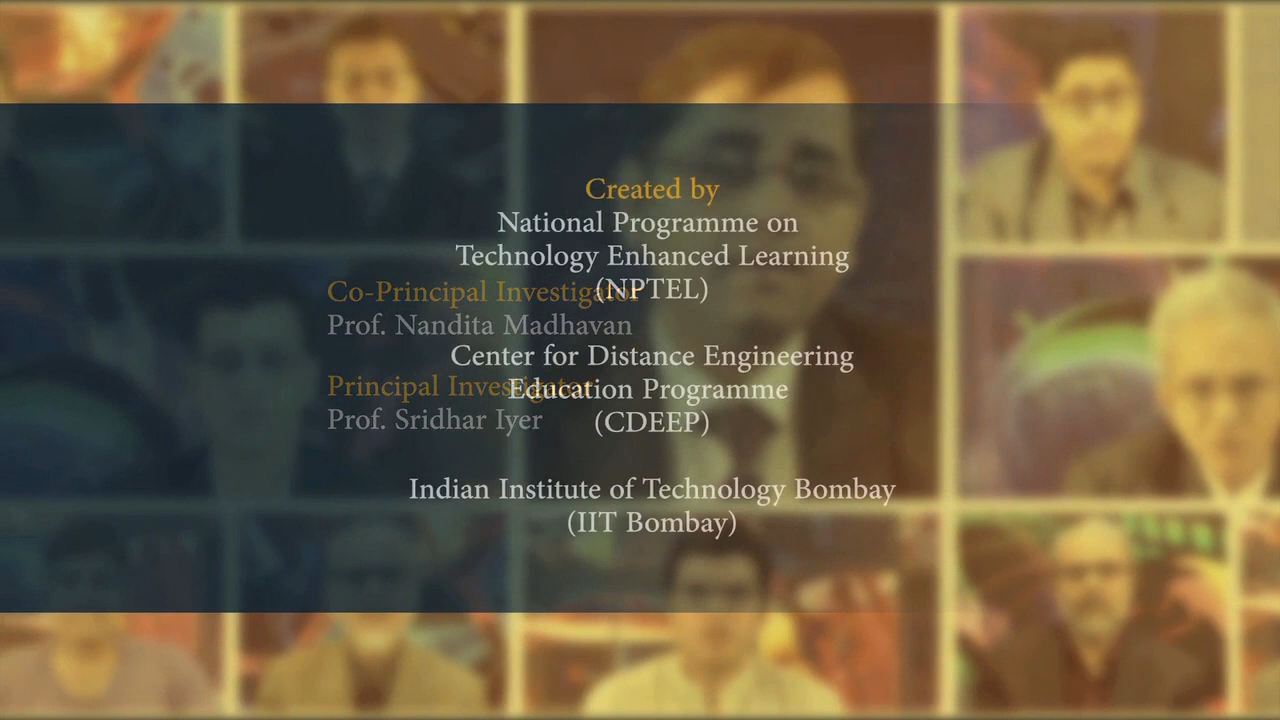 Created by
National Programme on
Technology Enhanced Learning
(NPTEL)
Co-Principal Investigator
Prof. Nandita Madhavan
Center for Distance Engineering
Education Programme
(CDEEP)
Principal Investigator
Prof. Sridhar Iyer
Indian Institute of Technology Bombay
(IIT Bombay)